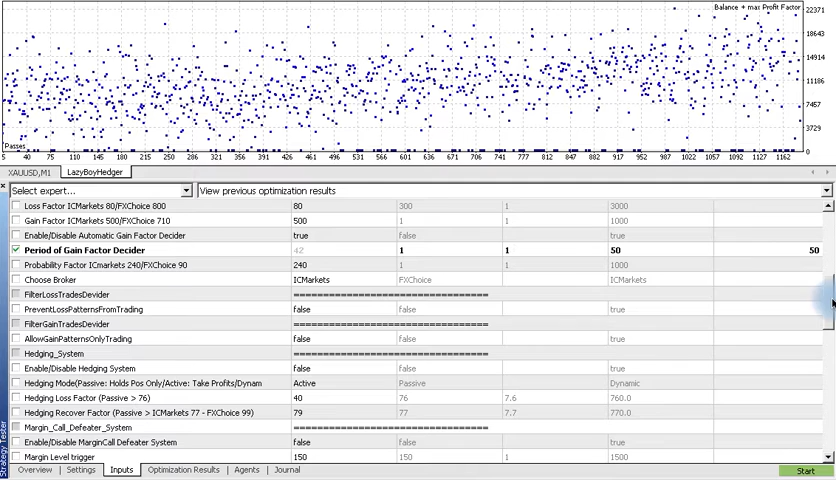 Balance + max Profit Factor
22371
18643
14914
11186
7457
3729
0
Passes
5 40 75 110 145 180 215 250 286 321 356 391 426 461 496 531 566 601 636 671 706 741 777 812 847 882 917 952 987 1022 1057 1092 1127 1162
XAUUSD,M1 LazyBoyHedger
Select expert... View previous optimization results
Loss Factor ICMarkets 80/FXChoice 800 80 300 1 3000
Gain Factor ICMarkets 500/FXChoice 710 500 1 1 1000
Enable/Disable Automatic Gain Factor Decider true false true
Period of Gain Factor Decider 42 1 1 50 50
Probability Factor ICmarkets 240/FXChoice 90 240 1 1 1000
Choose Broker ICMarkets FXChoice ICMarkets
FilterLossTradesDevider ==================================
PreventLossPatternsFromTrading false false true
FilterGainTradesDevider ==================================
AllowGainPatternsOnlyTrading false false true
Hedging_System ==================================
Enable/Disable Hedging System false false true
Hedging Mode(Passive: Holds Pos Only/Active: Take Profits/Dynam Active Passive Dynamic
Hedging Loss Factor (Passive > 76) 40 76 7.6 760.0
Hedging Recover Factor (Passive > ICMarkets 77 - FXChoice 99) 79 77 7.7 770.0
Margin_Call_Defeater_System ==================================
Enable/Disable MarginCall Defeater System false false true
Margin Level trigger 150 150 1 1500
Strategy Tester
Overview Settings Inputs Optimization Results Agents Journal Start